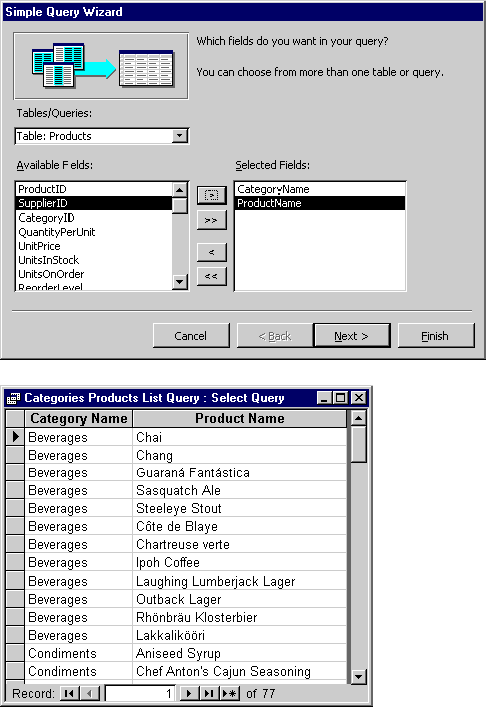 Simple Query Wizard
Which fields do you want in your query?
You can choose from more than one table or query.
Tables/Queries:
Table: Products
Available Fields:
Selected Fields:
ProductID
SupplierID
CategoryID
QuantityPerUnit
UnitPrice
UnitsInStock
UnitsOnOrder
ReorderLevel
>
>>
<
<<
CategoryName
ProductName
Cancel
< Back
Next >
Finish
Categories Products List Query : Select Query
Category Name Product Name
Beverages Chai
Beverages Chang
Beverages Guaraná Fantástica
Beverages Sasquatch Ale
Beverages Steeleye Stout
Beverages Côte de Blaye
Beverages Chartreuse verte
Beverages Ipoh Coffee
Beverages Laughing Lumberjack Lager
Beverages Outback Lager
Beverages Rhönbräu Klosterbier
Beverages Lakkalikööri
Condiments Aniseed Syrup
Condiments Chef Anton's Cajun Seasoning
Record: 1 of 77